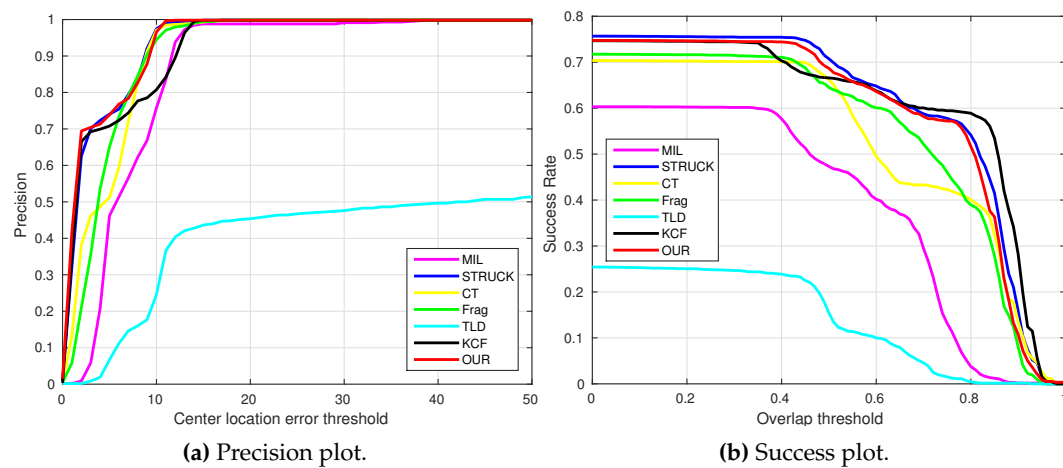 1
0.9
0.8
0.7
0.6
0.5
0.4
0.3
0.2
0.1
0
Precision
0 10 20 30 40 50
Center location error threshold
MIL
STRUCK
CT
Frag
TLD
KCF
OUR
(a) Precision plot.
0.8
0.7
0.6
0.5
0.4
0.3
0.2
0.1
0
Success Rate
0 0.2 0.4 0.6 0.8
Overlap threshold
MIL
STRUCK
CT
Frag
TLD
KCF
OUR
(b) Success plot.